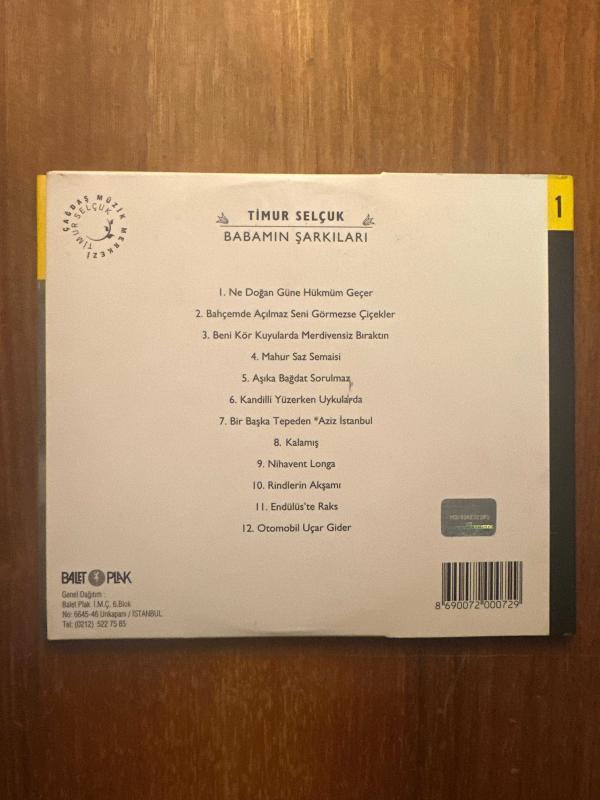 ÇAĞDAŞ MÜZİK MERKEZİ
TİMUR SELÇUK
TİMUR SELÇUK
BABAMIN ŞARKILARI
1
1. Ne Doğan Güne Hükmüm Geçer
2. Bahçemde Açılmaz Seni Görmezse Çiçekler
3. Beni Kör Kuyularda Merdivensiz Bıraktın
4. Mahur Saz Semaisi
5. Aşıka Bağdat Sorulmaz
6. Kandilli Yüzerken Uykularda
7. Bir Başka Tepeden *Aziz İstanbul
8. Kalamış
9. Nihavent Longa
10. Rindlerin Akşamı
11. Endülüs'te Raks
12. Otomobil Uçar Gider
BALET PLAK
Genel Dağıtım :
Balet Plak İ.M.Ç. 6.Blok
No: 6645-46 Unkapanı / İSTANBUL
Tel: (0212) 522 75 85
8 690072 000729